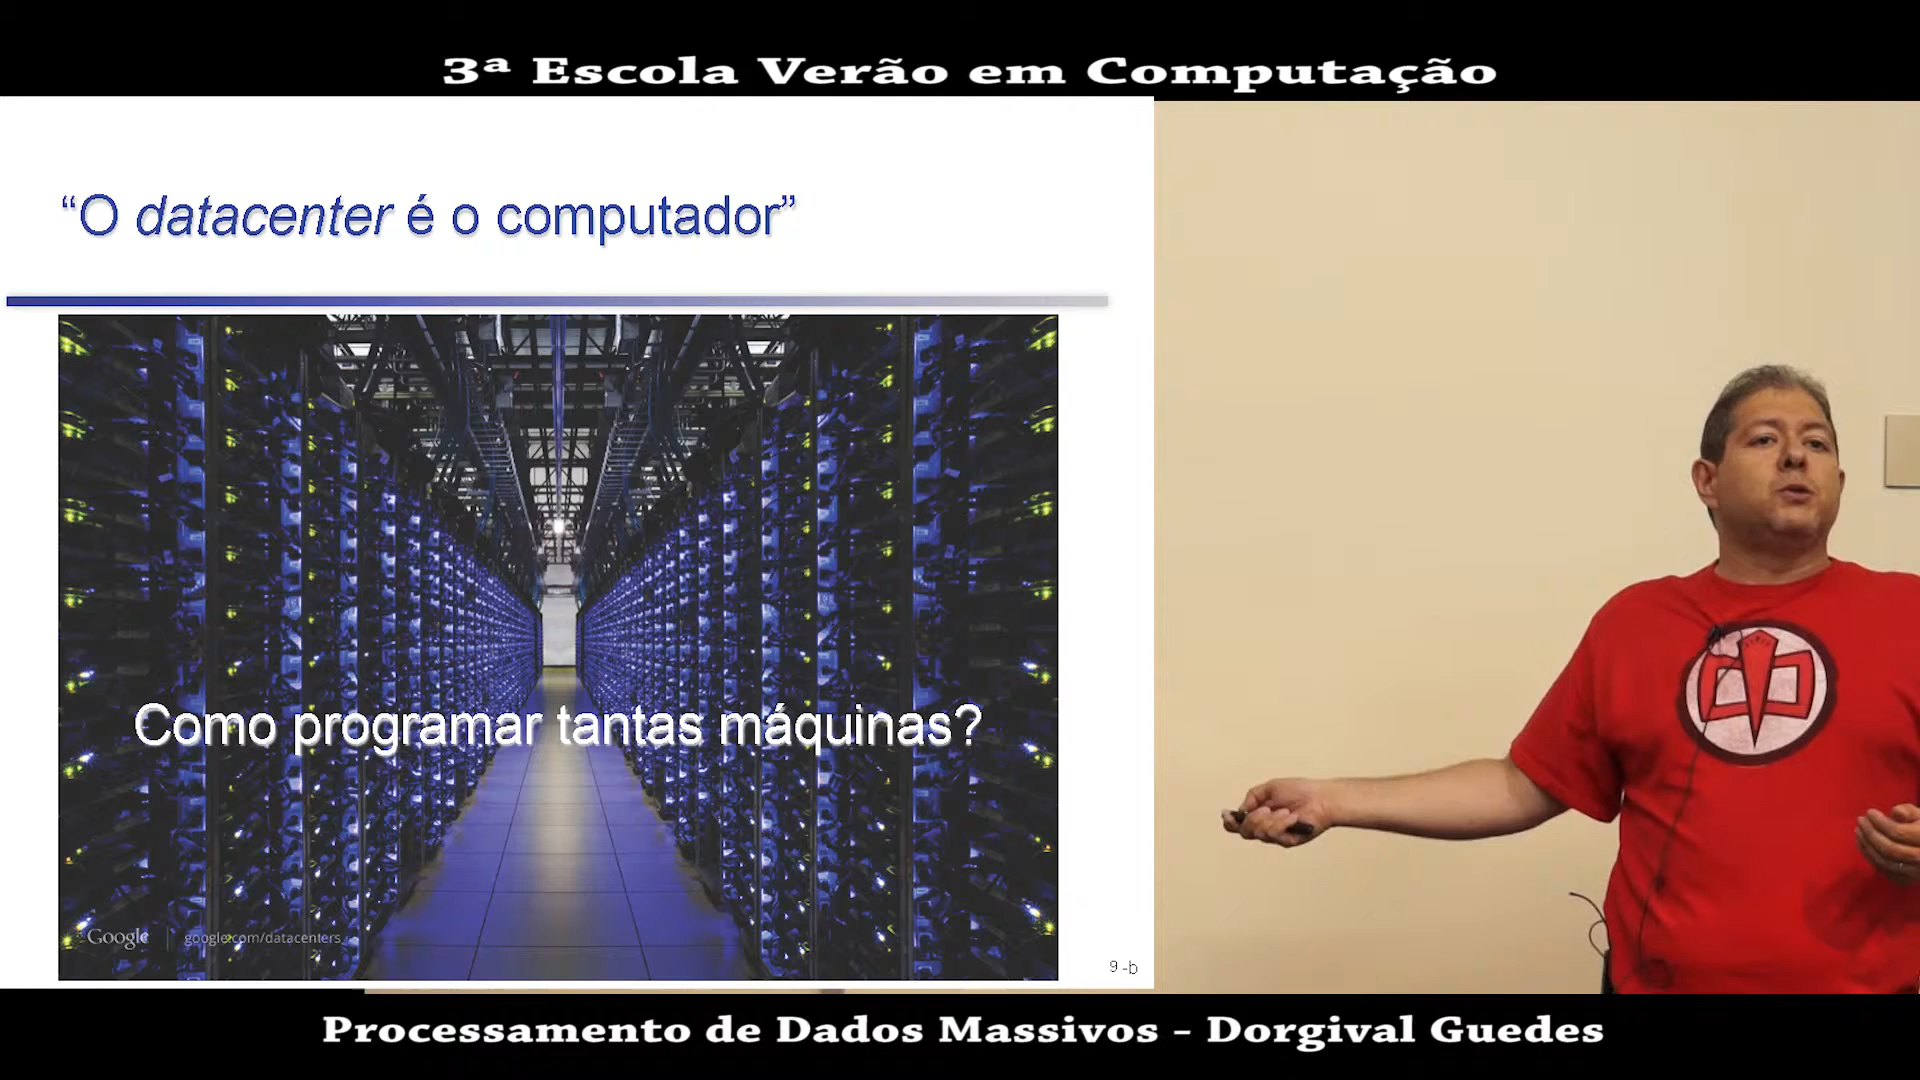 3ª Escola Verão em Computação
“O datacenter é o computador”
Como programar tantas máquinas?
Google | google.com/datacenters
9 -b
Processamento de Dados Massivos - Dorgival Guedes